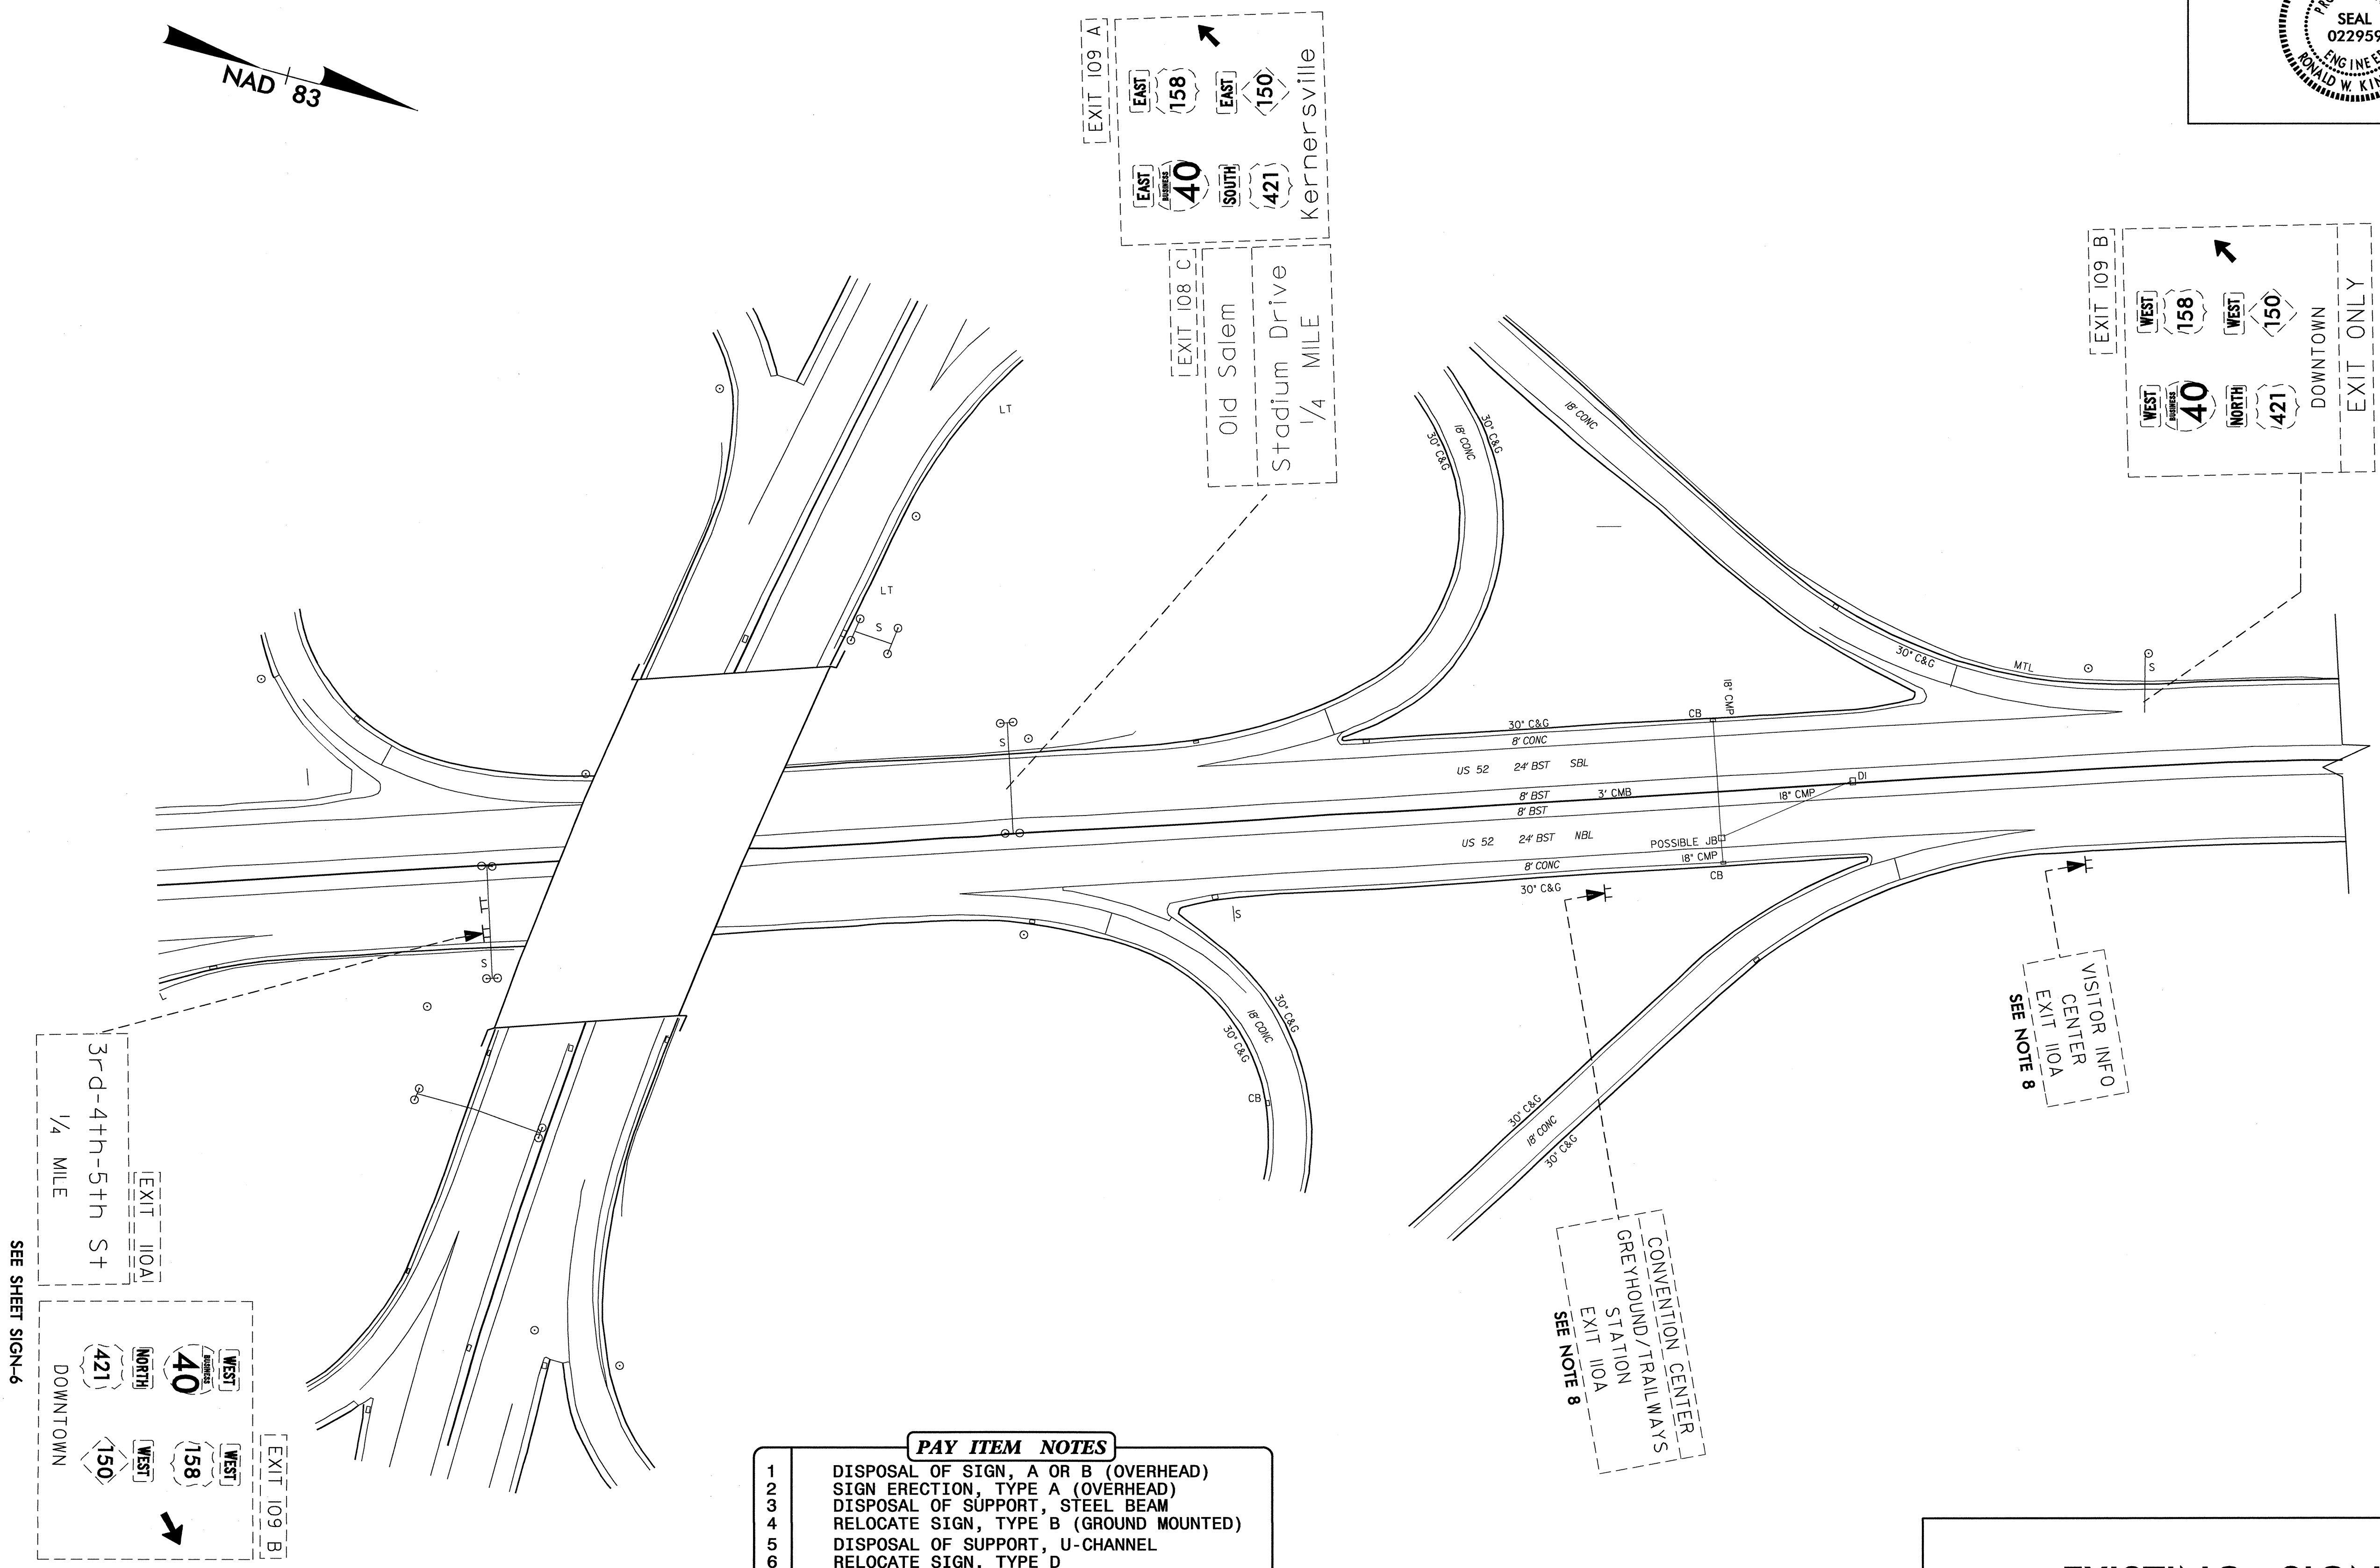 NAD 83
SEAL
022959
RONALD W.
EXIT 109 A
EAST 158 EAST 150
EAST BUSINESS 40 SOUTH 421
Kernersville
EXIT 108 C
Old Salem
Stadium Drive
1/4 MILE
EXIT 109 B
WEST 158 WEST 150
WEST BUSINESS 40 NORTH 421
DOWNTOWN
EXIT ONLY
LT
LT
S
S
18' CONC
30" C&G
18' CONC
30" C&G
30" C&G
MTL
S
18" CMP
CB
30" C&G
8' CONC
US 52 24' BST SBL
8' BST 3' CMB 18" CMP
DI
8' BST
US 52 24' BST NBL
POSSIBLE JB
8' CONC
18" CMP
30" C&G
CB
S
S
30" C&G
18' CONC
30" C&G
CB
30" C&G
18' CONC
30" C&G
VISITOR INFO
CENTER
EXIT 110A
SEE NOTE 8
CONVENTION CENTER
GREYHOUND/TRAILWAYS
STATION
EXIT 110A
SEE NOTE 8
EXIT 110A
3rd-4th-5th St
1/4 MILE
EXIT 109 B
WEST BUSINESS 40 WEST 158
NORTH 421 WEST 150
DOWNTOWN
SEE SHEET SIGN-6
PAY ITEM NOTES
1 DISPOSAL OF SIGN, A OR B (OVERHEAD)
2 SIGN ERECTION, TYPE A (OVERHEAD)
3 DISPOSAL OF SUPPORT, STEEL BEAM
4 RELOCATE SIGN, TYPE B (GROUND MOUNTED)
5 DISPOSAL OF SUPPORT, U-CHANNEL
6 RELOCATE SIGN, TYPE D